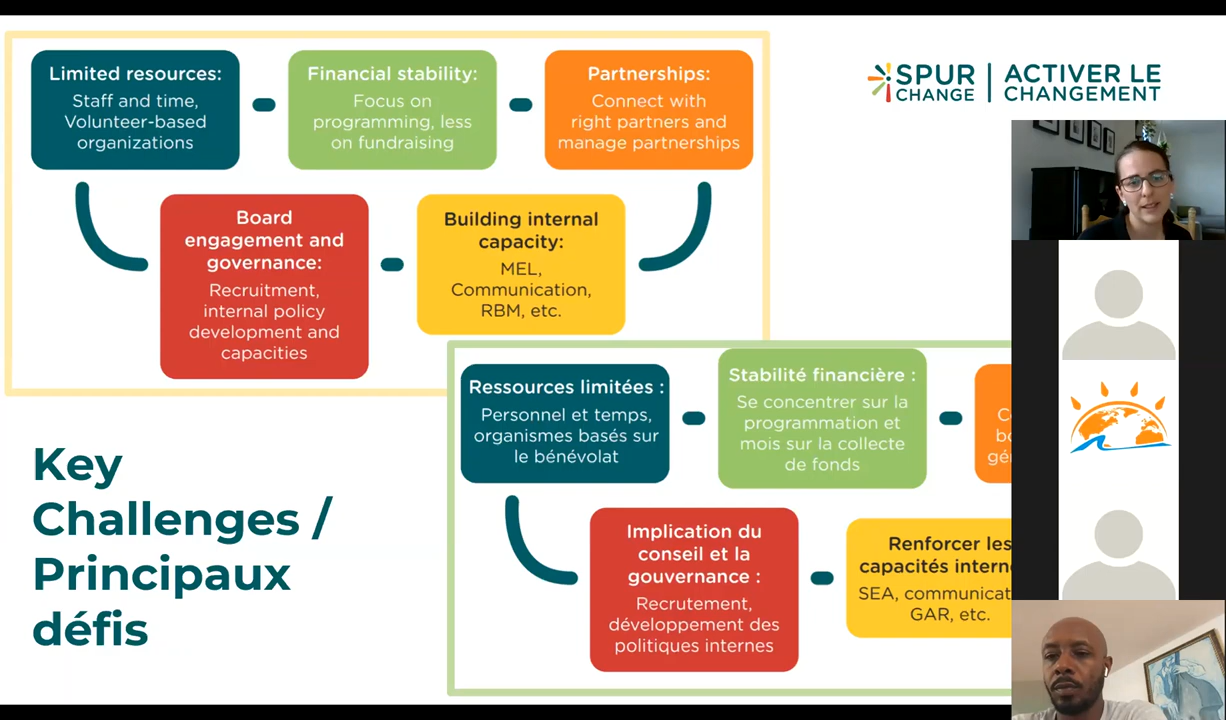 Limited resources:
Staff and time,
Volunteer-based
organizations
Financial stability:
Focus on
programming, less
on fundraising
Partnerships:
Connect with
right partners and
manage partnerships
Board
engagement and
governance:
Recruitment,
internal policy
development and
capacities
Building internal
capacity:
MEL,
Communication,
RBM, etc.
SPUR
CHANGE
ACTIVER LE
CHANGEMENT
Key
Challenges /
Principaux
défis
Ressources limitées :
Personnel et temps,
organismes basés sur
le bénévolat
Stabilité financière :
Se concentrer sur la
programmation et
mois sur la collecte
de fonds
Implication du
conseil et la
gouvernance :
Recrutement,
développement des
politiques internes
Renforcer les
capacités
SEA,
GAR, etc.